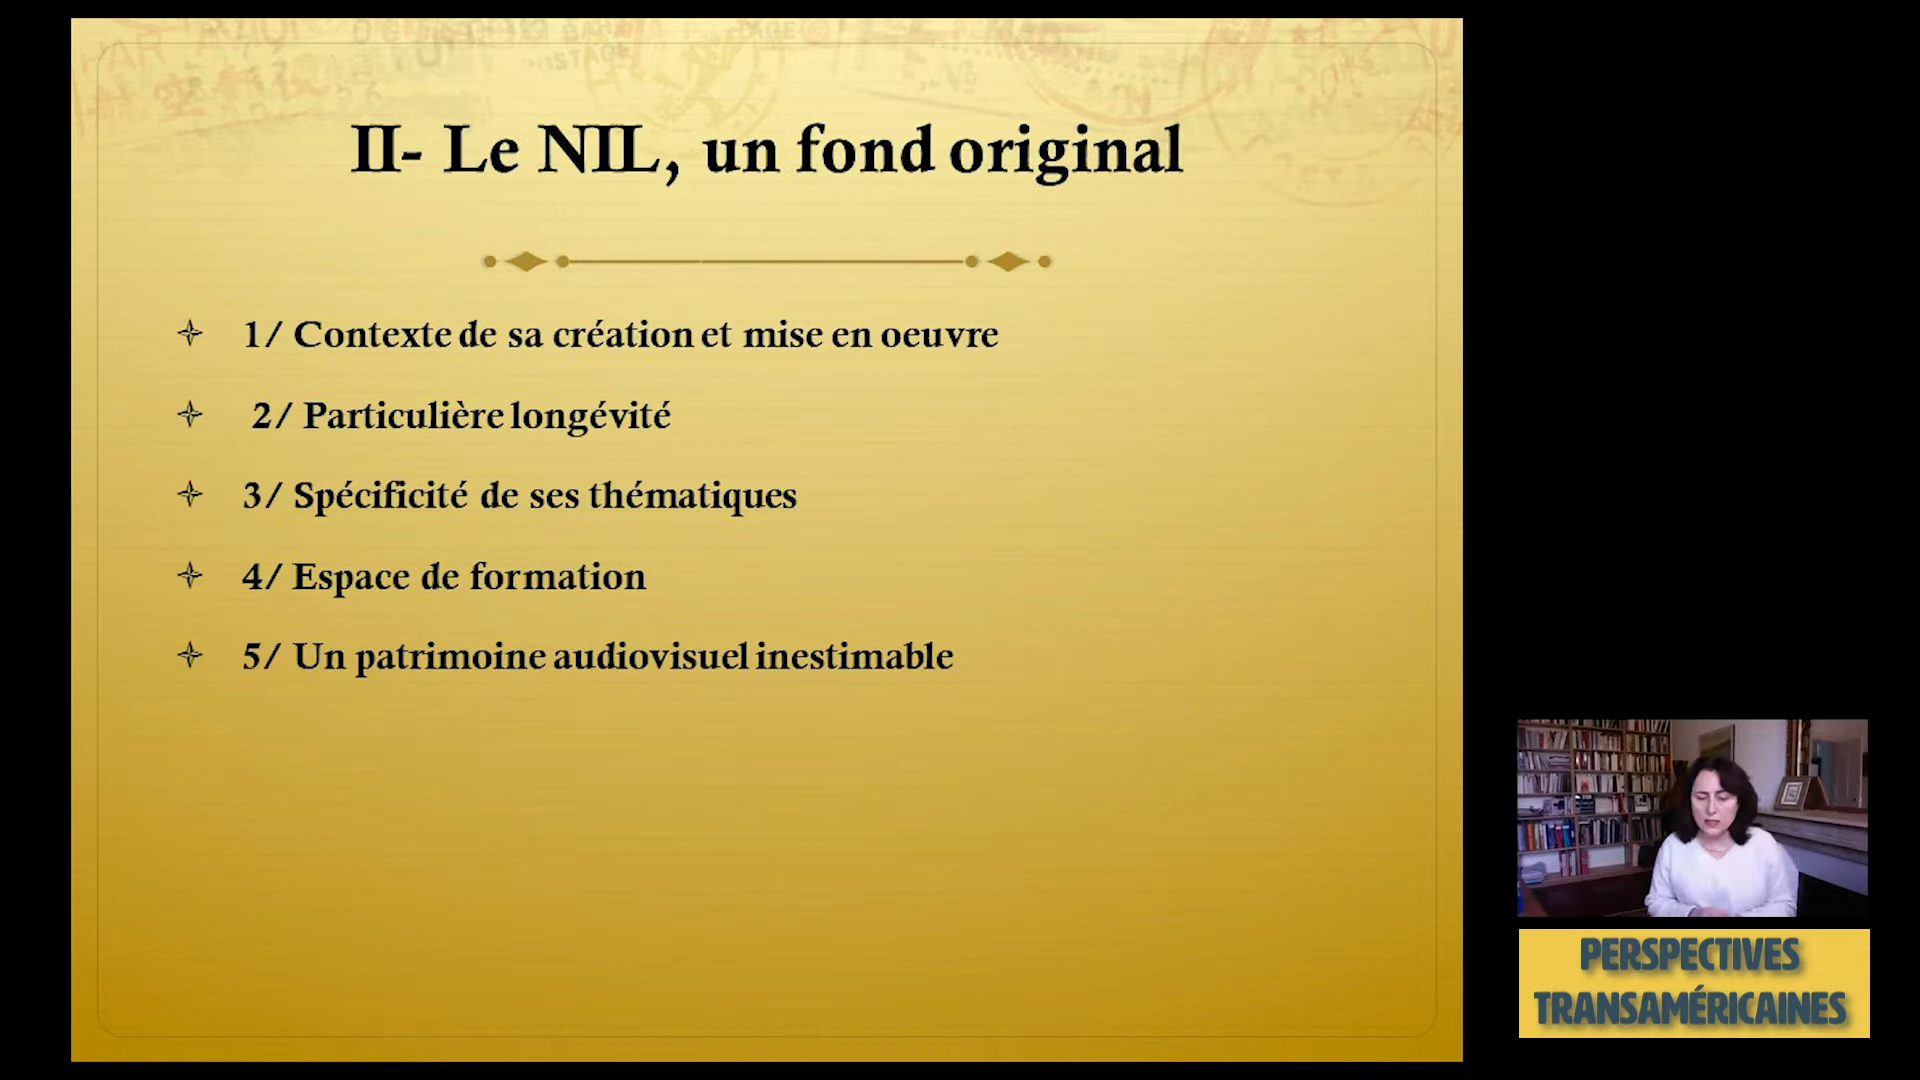 II- Le NIL, un fond original
1/ Contexte de sa création et mise en oeuvre
2/ Particulière longévité
3/ Spécificité de ses thématiques
4/ Espace de formation
5/ Un patrimoine audiovisuel inestimable
PERSPECTIVES
TRANSAMÉRICAINES